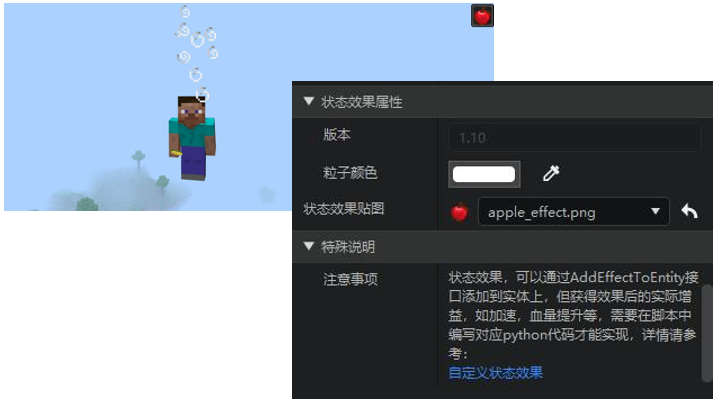 状态效果属性
版本
1.10
粒子颜色
状态效果贴图
apple_effect.png
特殊说明
注意事项
状态效果，可以通过AddEffectToEntity接
口添加到实体上，但获得效果后的实际增
益，如加速，血量提升等，需要在脚本中
编写对应python代码才能实现，详情请参
考：
自定义状态效果